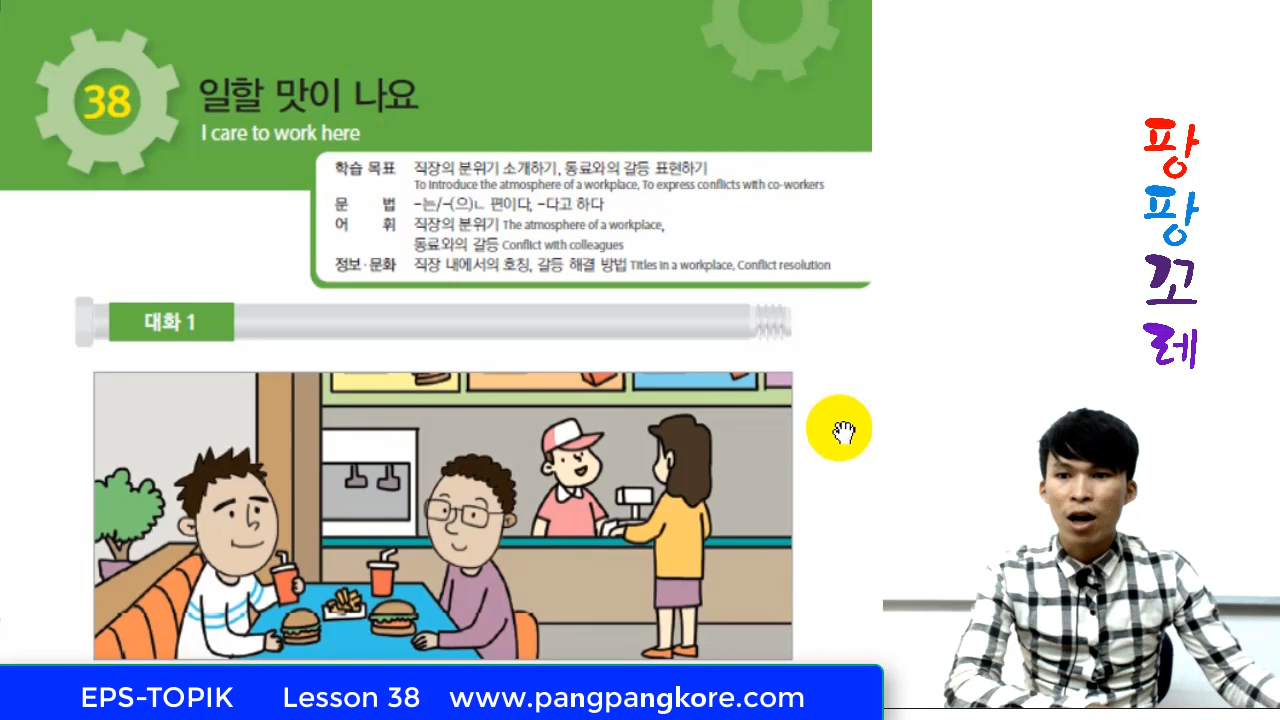 38
일할 맛이 나요
I care to work here
학습 목표 직장의 분위기 소개하기, 동료와의 갈등 표현하기
To introduce the atmosphere of a workplace, To express conflicts with co-workers
문 법 -는/-(으)ㄴ 편이다, -다고 하다
어 휘 직장의 분위기 The atmosphere of a workplace,
동료와의 갈등 Conflict with colleagues
정보·문화 직장 내에서의 호칭, 갈등 해결 방법 Titles in a workplace, Conflict resolution
대화 1
팡
팡
꼬
레
EPS-TOPIK Lesson 38 www.pangpangkore.com